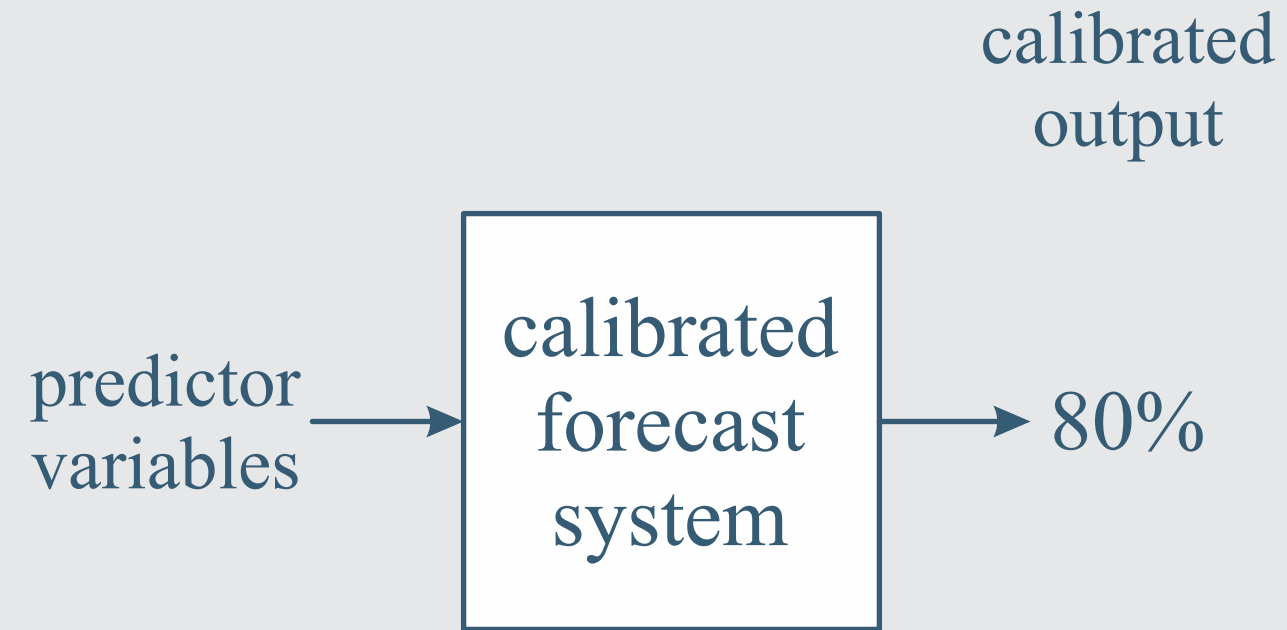 calibrated
output
predictor
variables
calibrated
forecast
system
80%